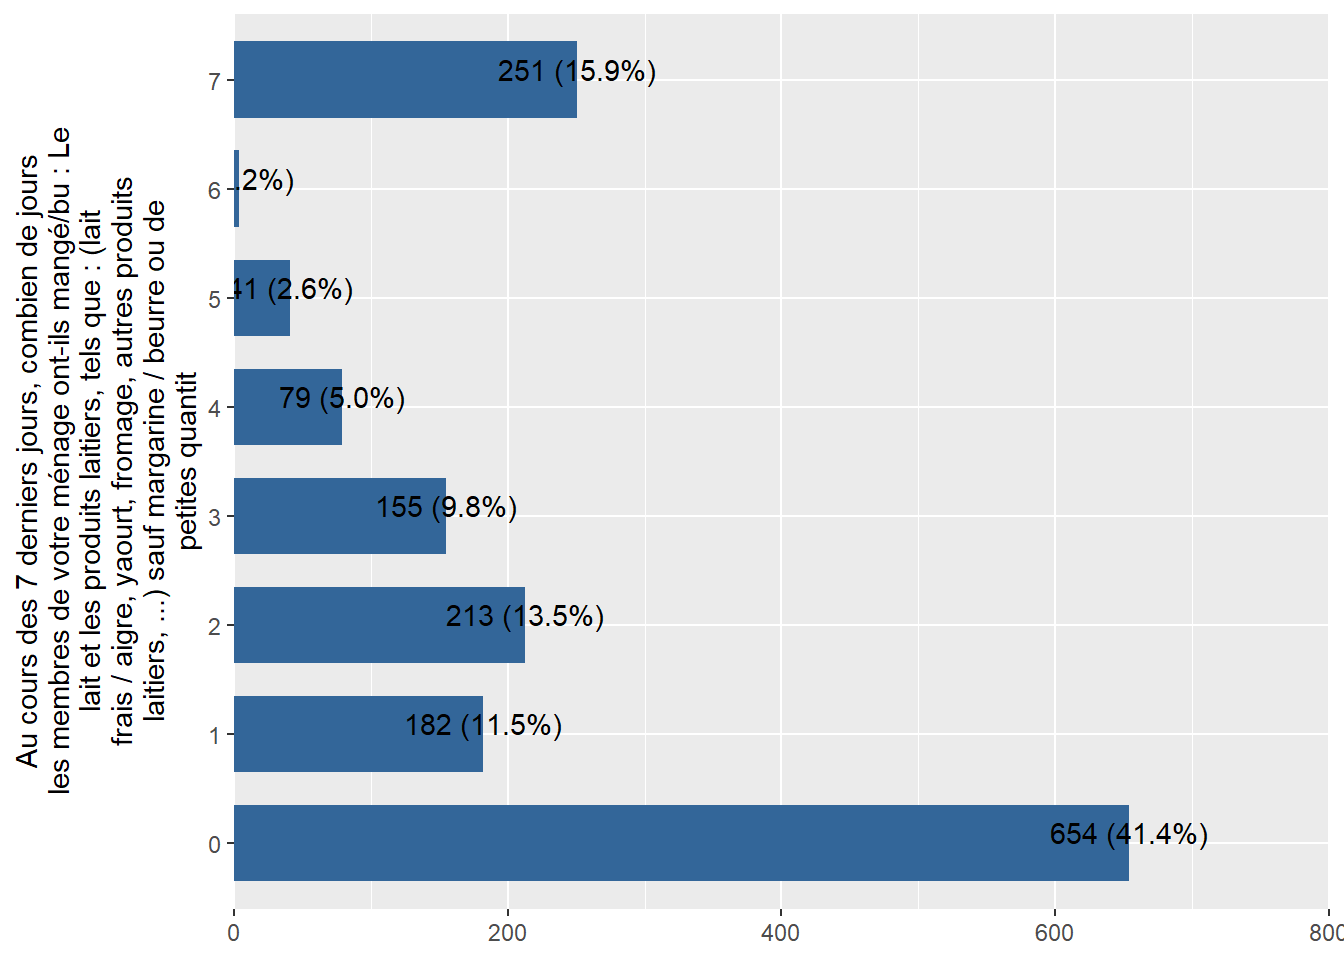 Au cours des 7 derniers jours, combien de jours
les membres de votre ménage ont-ils mangé/bu : Le
lait et les produits laitiers, tels que : (lait
frais / aigre, yaourt, fromage, autres produits
laitiers, ...) sauf margarine / beurre ou de
petites quantit
7
251 (15.9%)
6
.2%)
5
41 (2.6%)
4
79 (5.0%)
3
155 (9.8%)
2
213 (13.5%)
1
182 (11.5%)
0
654 (41.4%)
0 200 400 600 800